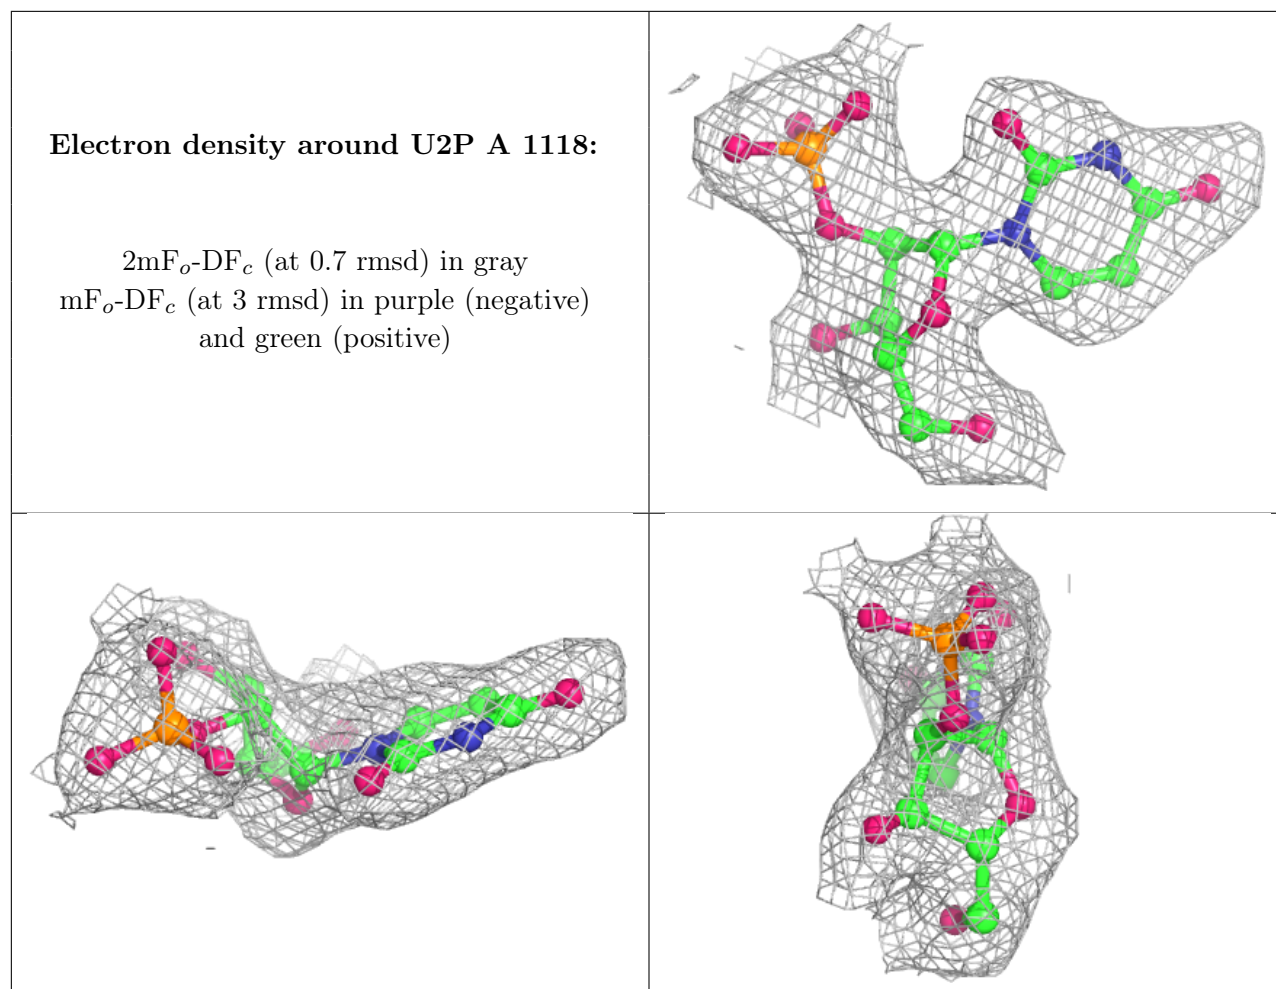 Electron density around U2P A 1118:
2mFo-DFc (at 0.7 rmsd) in gray
mFo-DFc (at 3 rmsd) in purple (negative)
and green (positive)